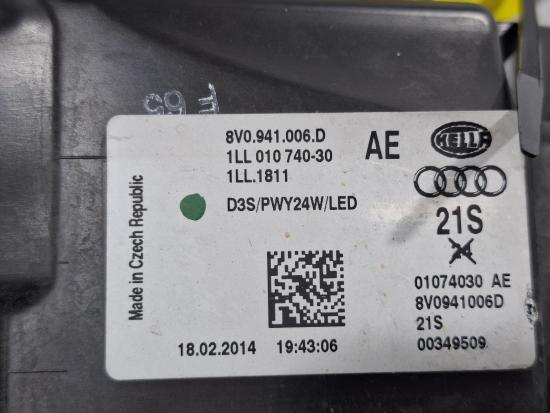 8V0.941.006.D
1LL 010 740-30
1LL.1811
AE
HELLA
D3S/PWY24W/LED
21S
Made in Czech Republic
01074030 AE
8V0941006D
21S
00349509
18.02.2014 19:43:06